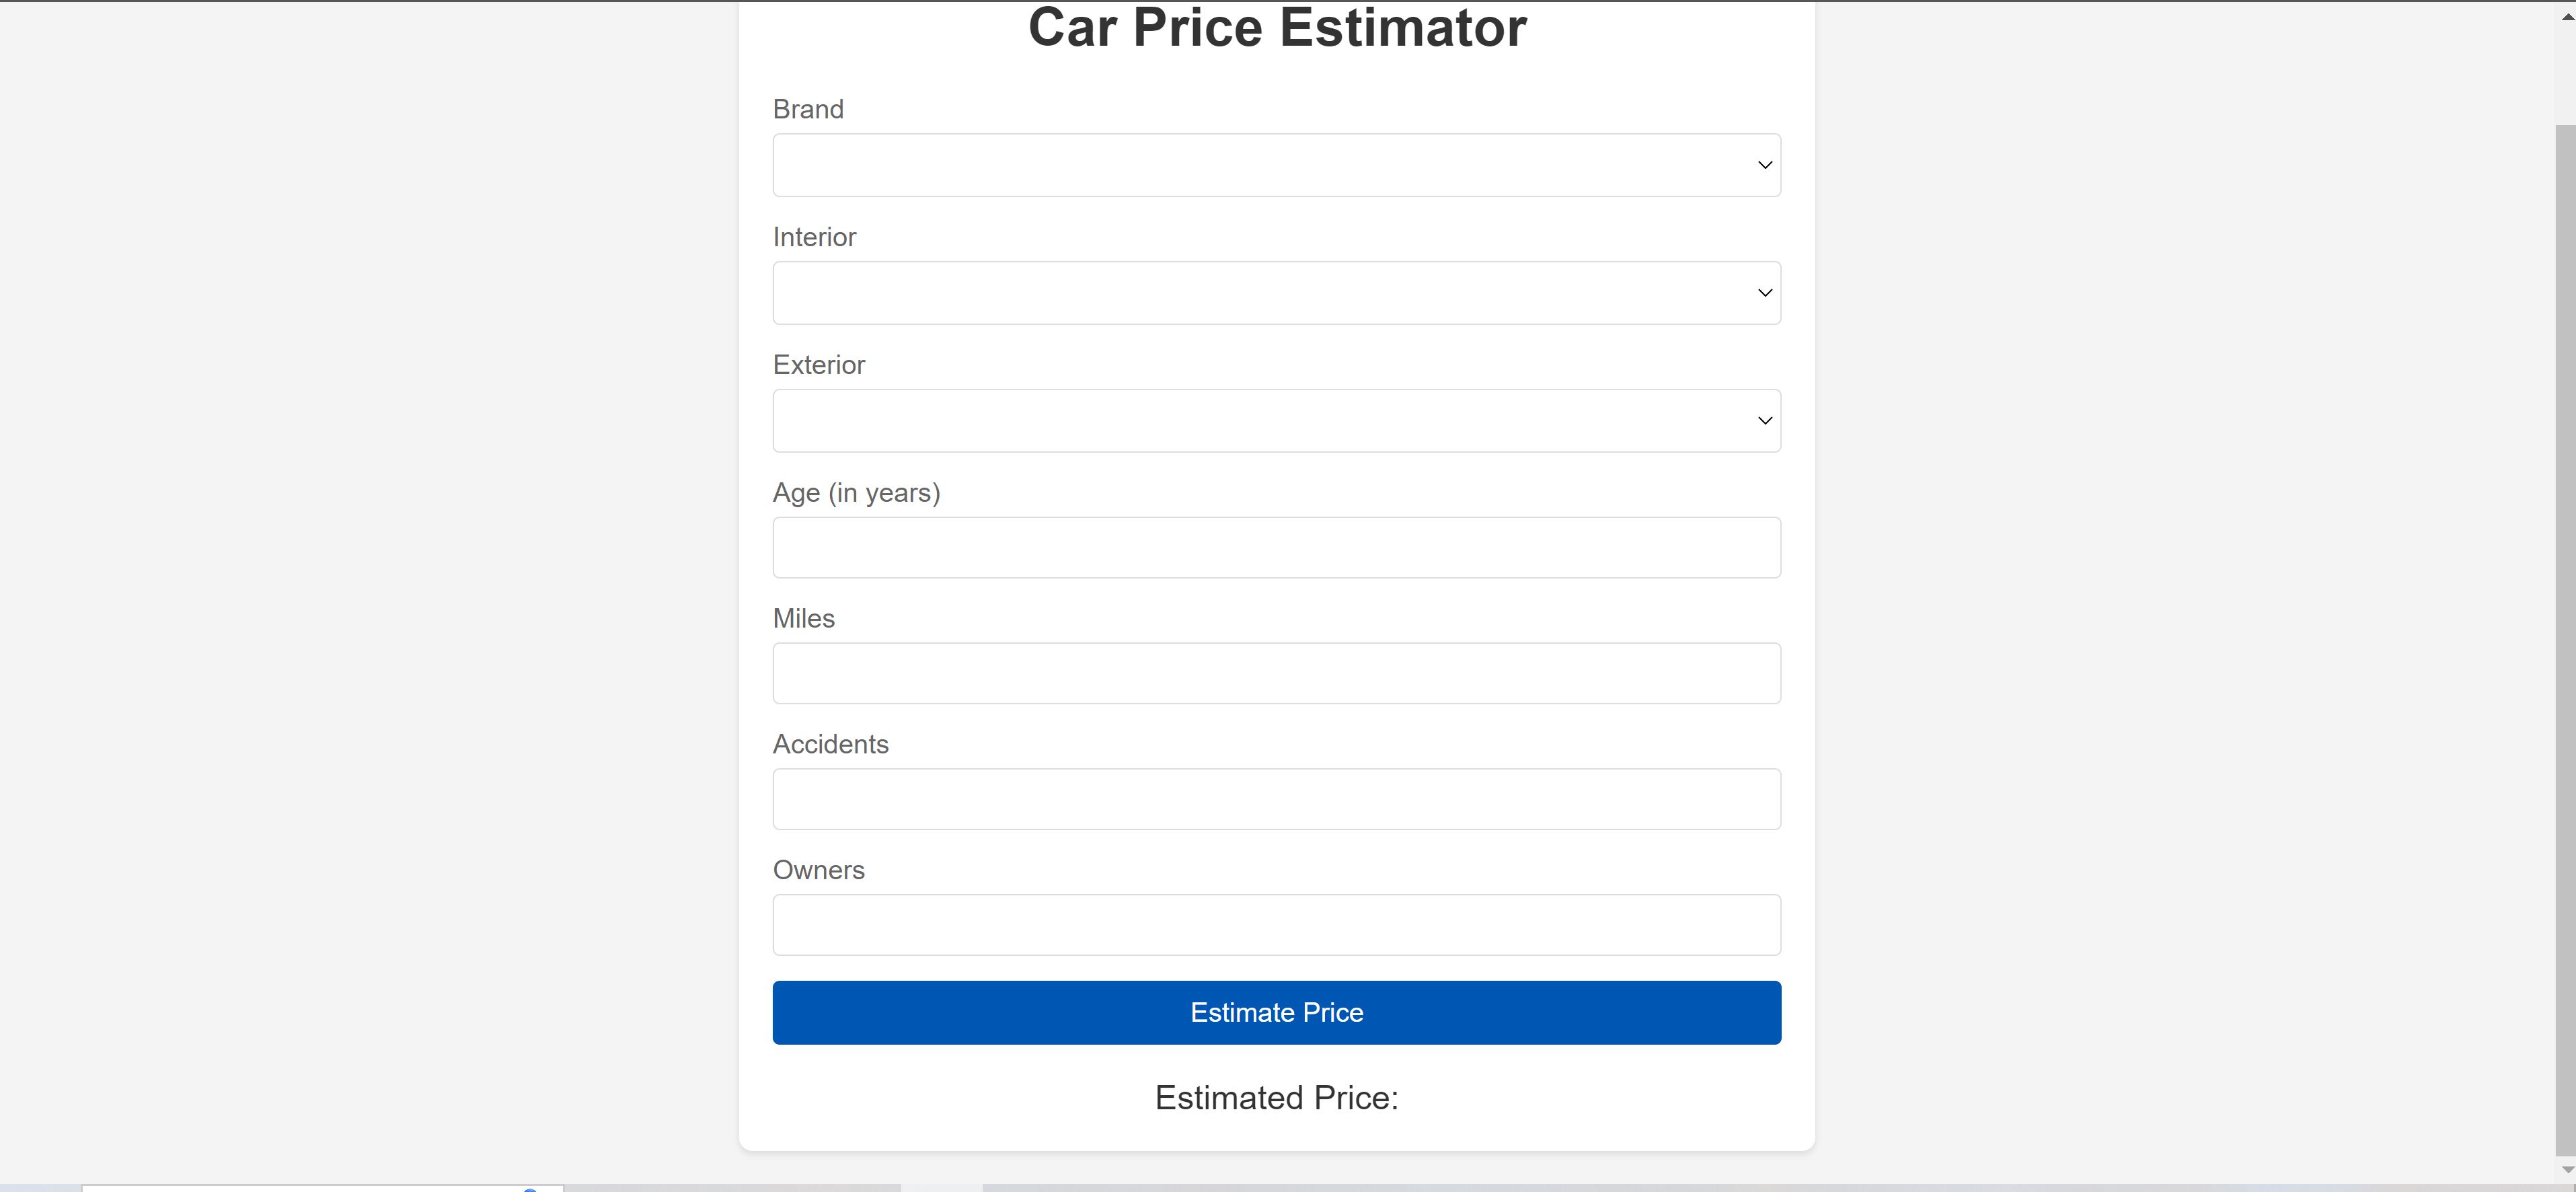 Car Price Estimator
Brand
Interior
Exterior
Age (in years)
Miles
Accidents
Owners
Estimate Price
Estimated Price: